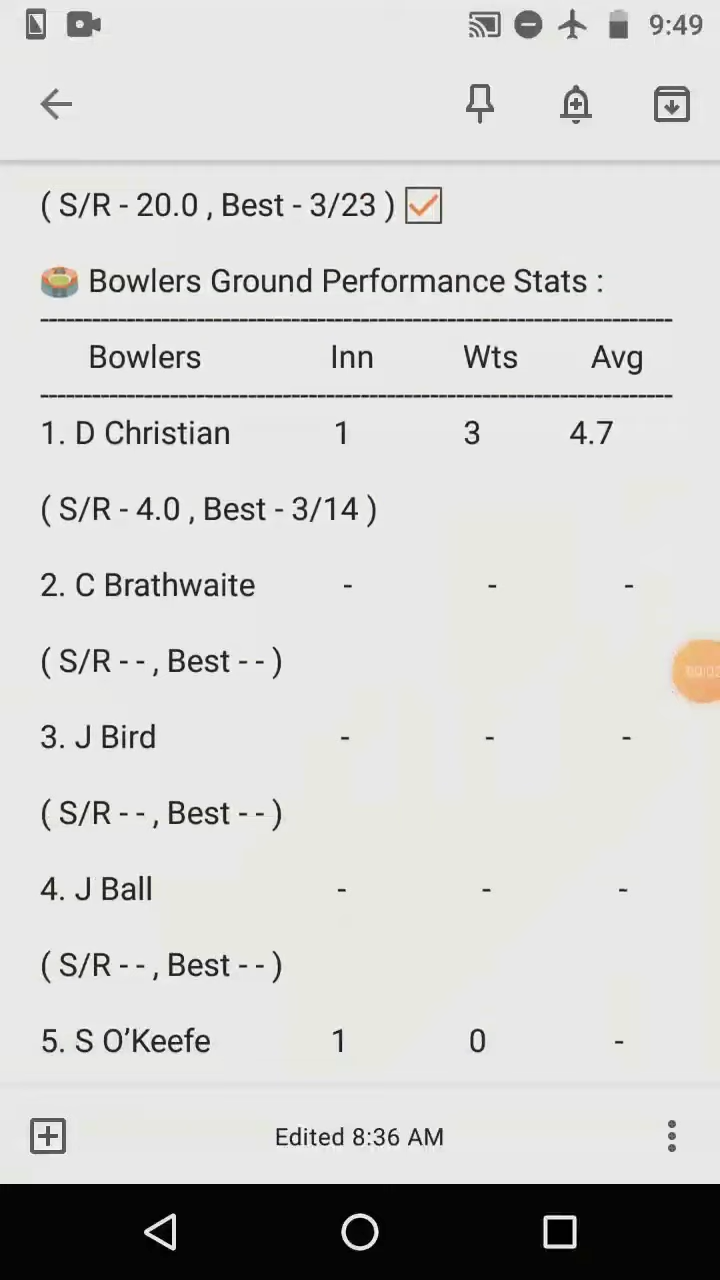 9:49
( S/R - 20.0 , Best - 3/23 )
Bowlers Ground Performance Stats :
--------------------------------------------------------------------------
Bowlers Inn Wts Avg
--------------------------------------------------------------------------
1. D Christian 1 3 4.7
( S/R - 4.0 , Best - 3/14 )
2. C Brathwaite - - -
( S/R - - , Best - - )
3. J Bird - - -
( S/R - - , Best - - )
4. J Ball - - -
( S/R - - , Best - - )
5. S O’Keefe 1 0 -
Edited 8:36 AM